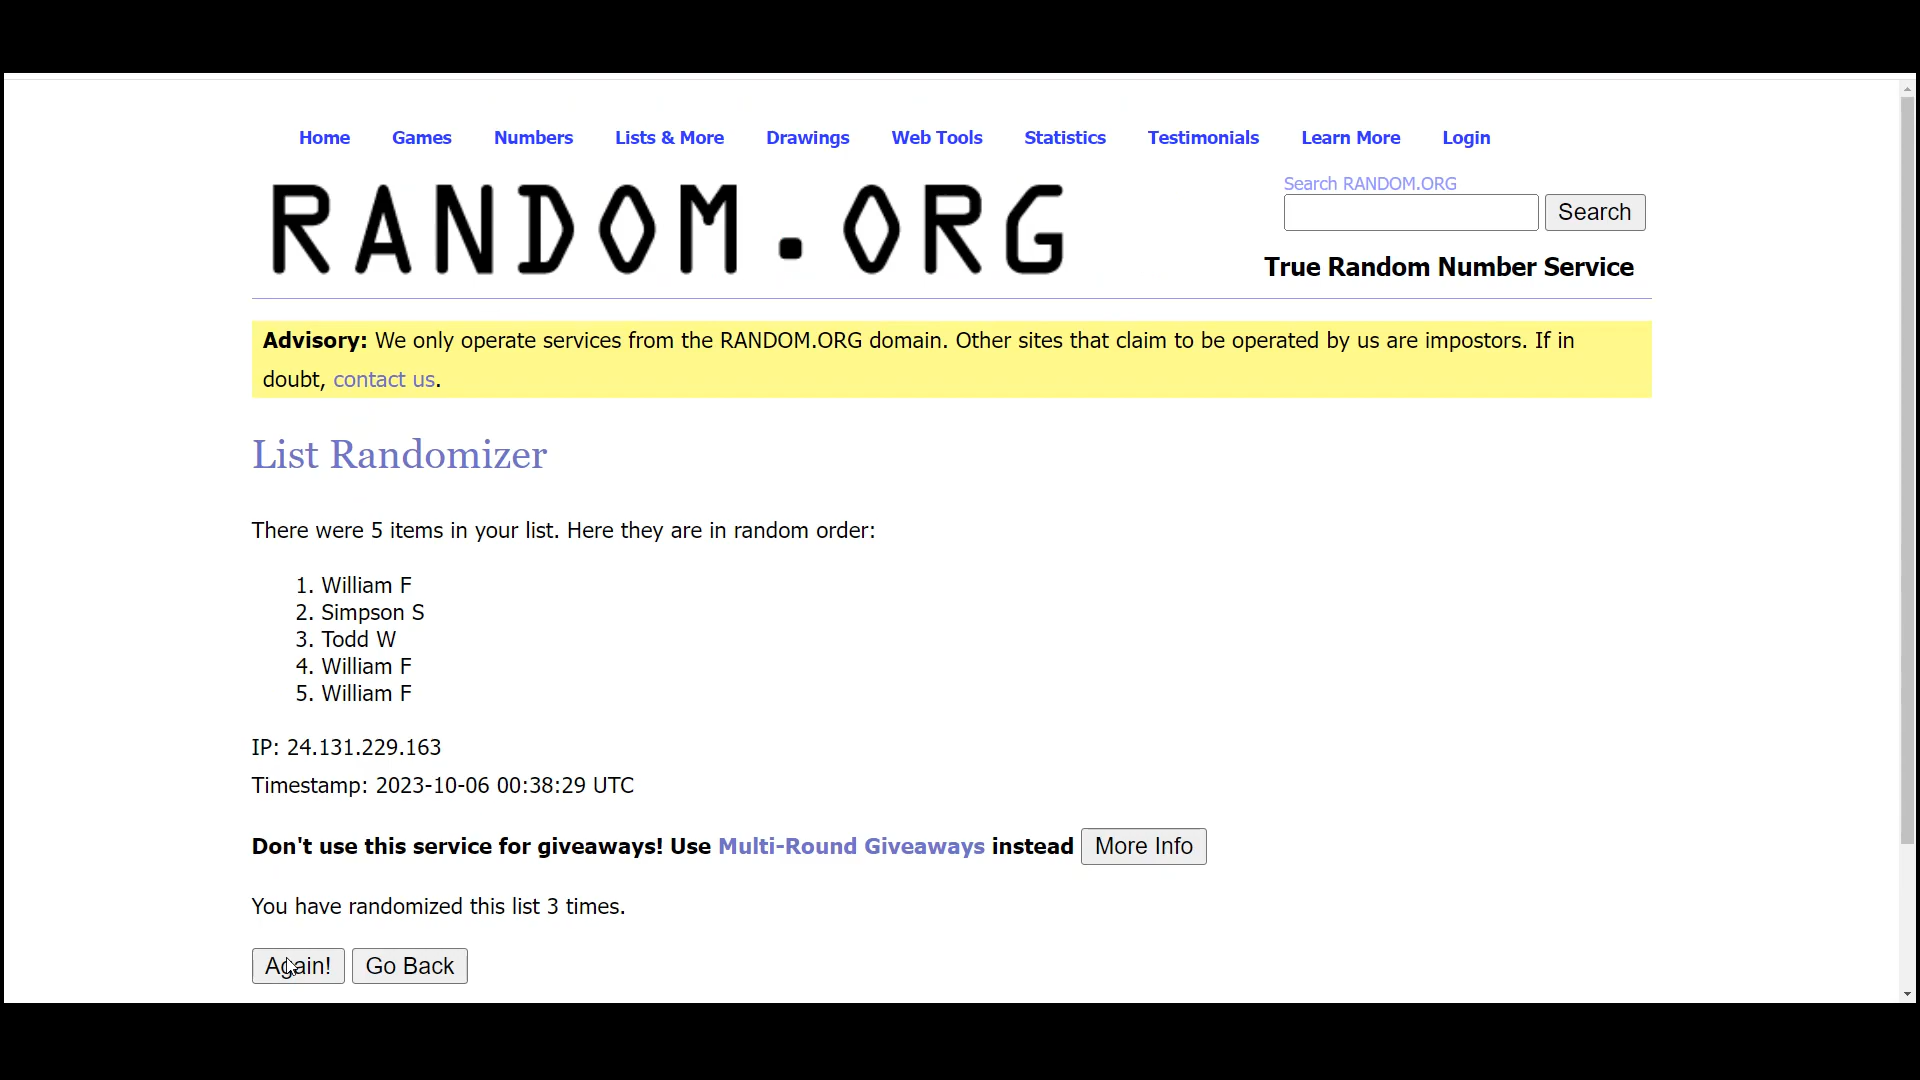 Home Games Numbers Lists & More Drawings Web Tools Statistics Testimonials Learn More Login
RANDOM.ORG
Search RANDOM.ORG
Search
True Random Number Service
Advisory: We only operate services from the RANDOM.ORG domain. Other sites that claim to be operated by us are impostors. If in
doubt, contact us.
List Randomizer
There were 5 items in your list. Here they are in random order:
1. William F
2. Simpson S
3. Todd W
4. William F
5. William F
IP: 24.131.229.163
Timestamp: 2023-10-06 00:38:29 UTC
Don't use this service for giveaways! Use Multi-Round Giveaways instead More Info
You have randomized this list 3 times.
Again! Go Back